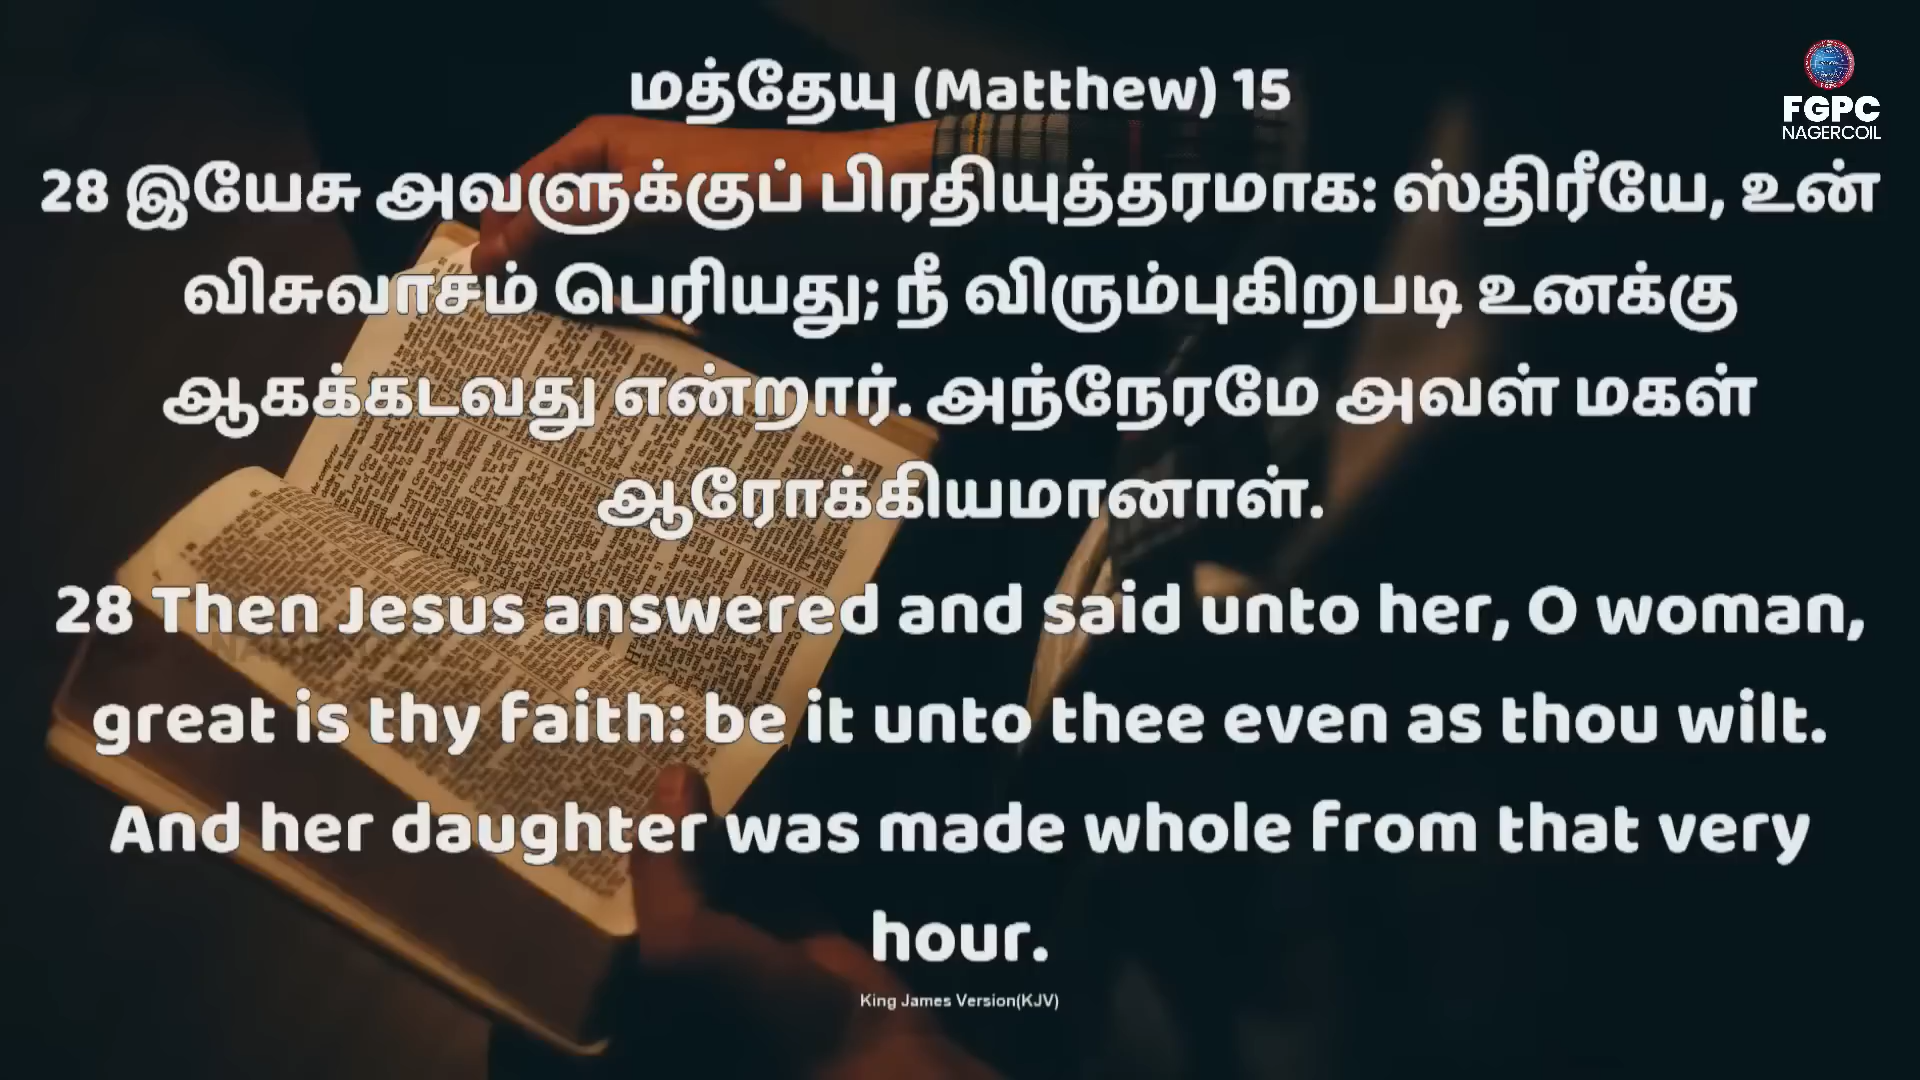 மத்தேயு (Matthew) 15
FGPC
NAGERCOIL
28 இயேசு அவளுக்குப் பிரதியுத்தரமாக: ஸ்திரீயே, உன்
விசுவாசம் பெரியது; நீ விரும்புகிறபடி உனக்கு
ஆகக்கடவது என்றார். அந்நேரமே அவள் மகள்
ஆரோக்கியமானாள்.
28 Then Jesus answered and said unto her, O woman,
great is thy faith: be it unto thee even as thou wilt.
And her daughter was made whole from that very
hour.
King James Version(KJV)